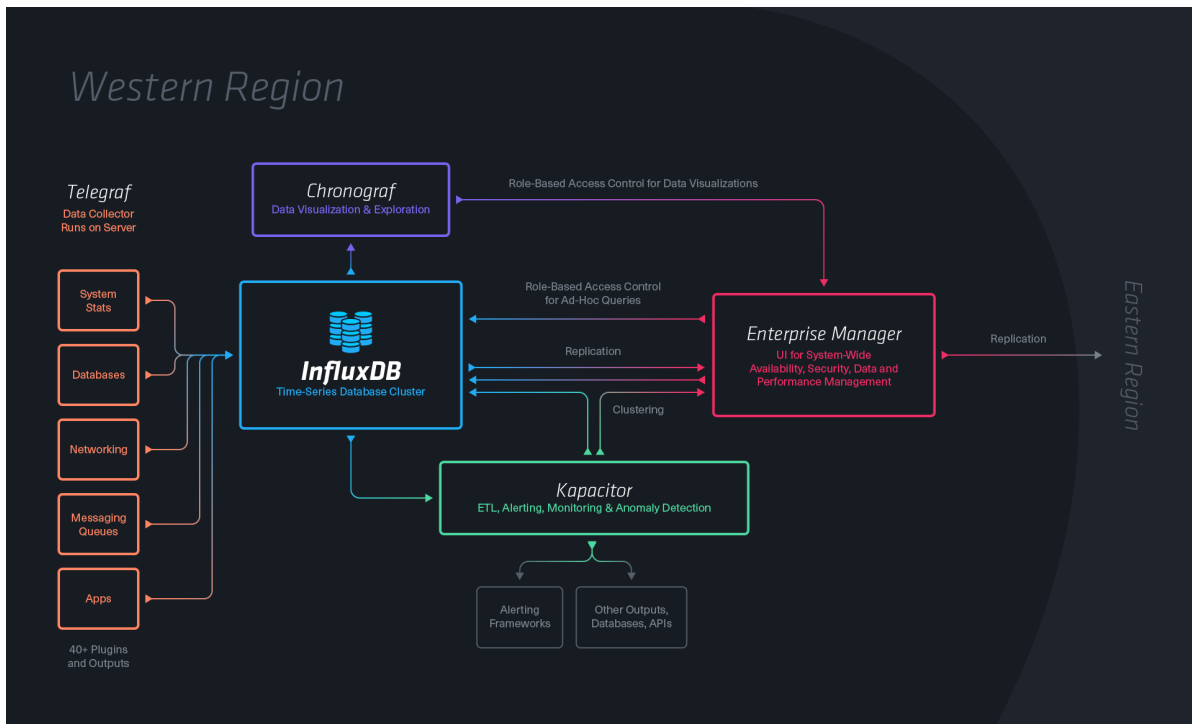 Western Region
Telegraf
Data Collector
Runs on Server
System
Stats
Databases
Networking
Messaging
Queues
Apps
40+ Plugins
and Outputs
Chronograf
Data Visualization & Exploration
Role-Based Access Control for Data Visualizations
InfluxDB
Time-Series Database Cluster
Role-Based Access Control
for Ad-Hoc Queries
Replication
Clustering
Enterprise Manager
UI for System-Wide
Availability, Security, Data and
Performance Management
Replication
Eastern Region
Kapacitor
ETL, Alerting, Monitoring & Anomaly Detection
Alerting
Frameworks
Other Outputs,
Databases, APIs